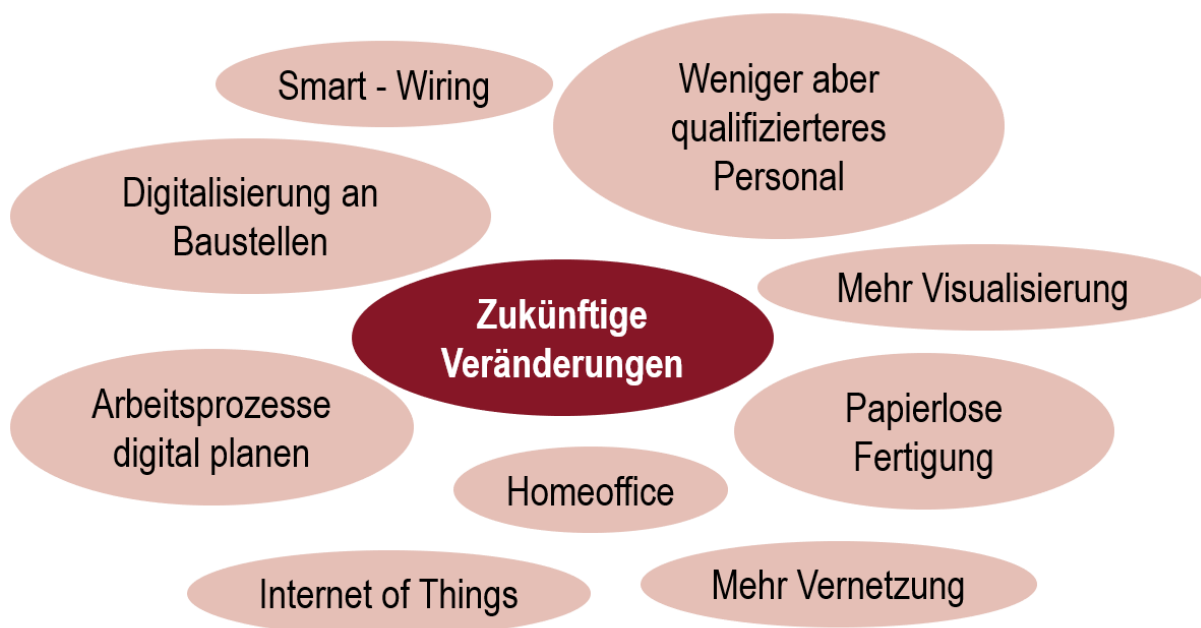 Smart - Wiring
Weniger aber
qualifizierteres
Personal
Digitalisierung an
Baustellen
Mehr Visualisierung
Zukünftige
Veränderungen
Arbeitsprozesse
digital planen
Papierlose
Fertigung
Homeoffice
Internet of Things
Mehr Vernetzung